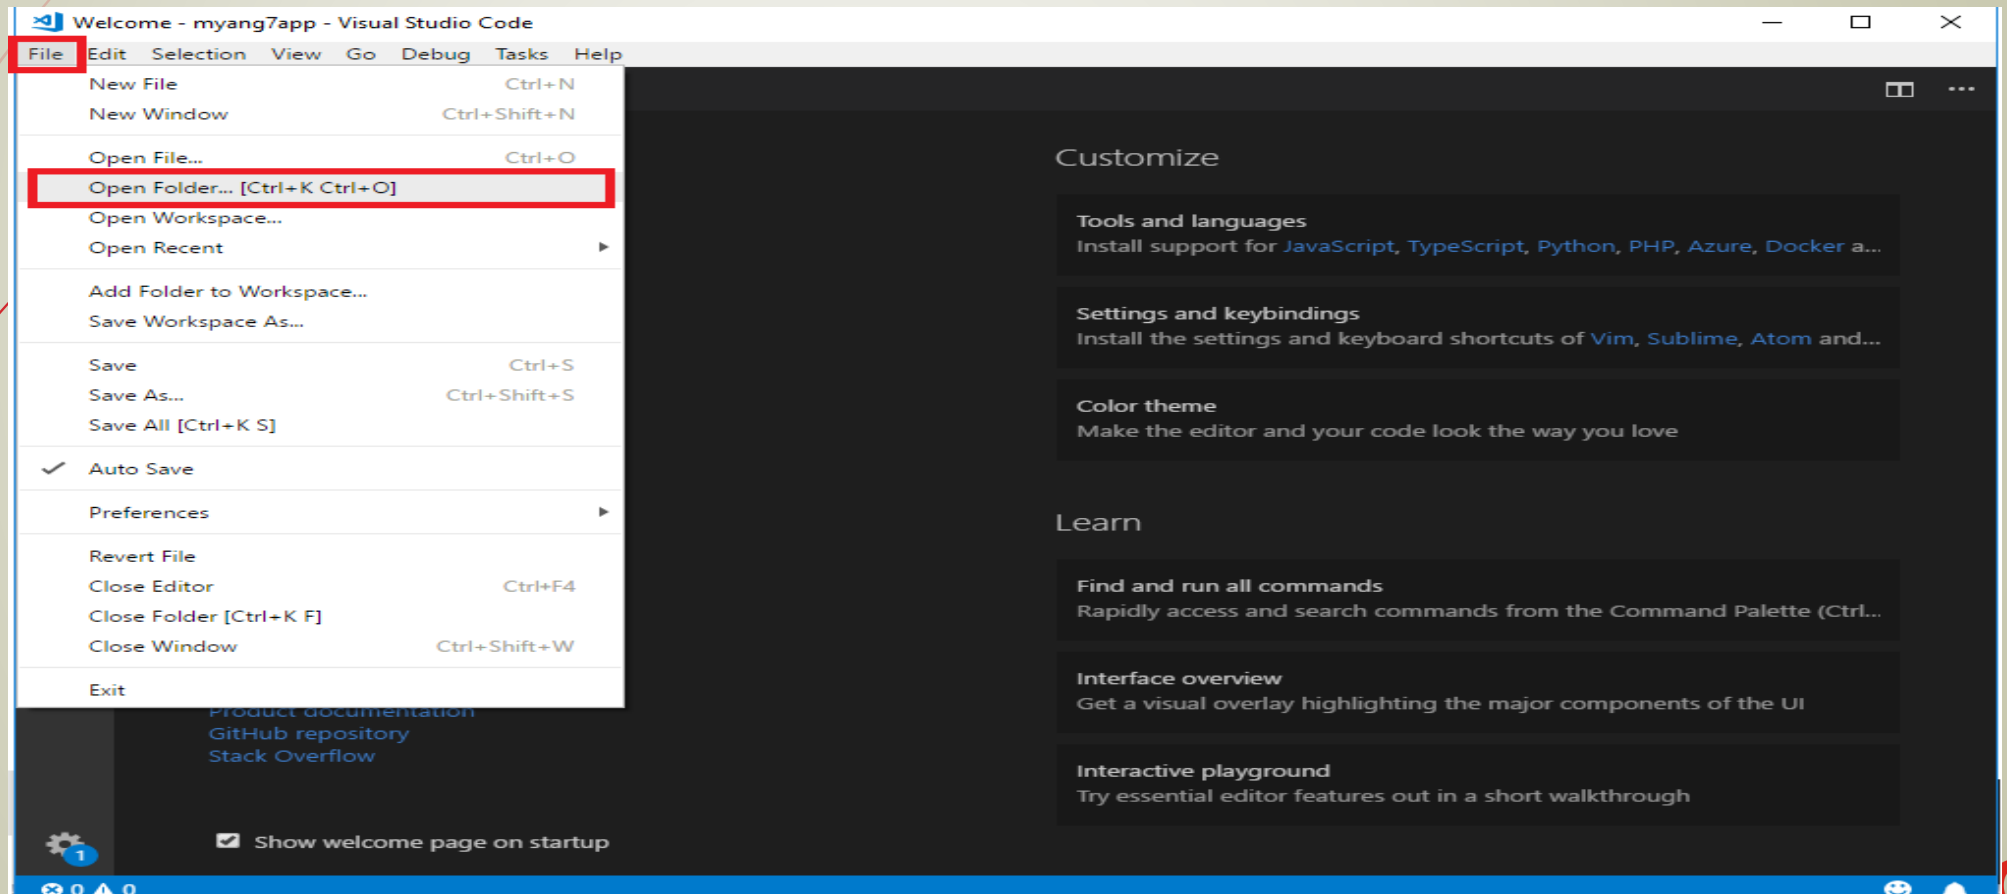 Welcome - myang7app - Visual Studio Code
File Edit Selection View Go Debug Tasks Help
New File Ctrl+N
New Window Ctrl+Shift+N
Open File... Ctrl+O
Open Folder... [Ctrl+K Ctrl+O]
Open Workspace...
Open Recent
Add Folder to Workspace...
Save Workspace As...
Save Ctrl+S
Save As... Ctrl+Shift+S
Save All [Ctrl+K S]
Auto Save
Preferences
Revert File
Close Editor Ctrl+F4
Close Folder [Ctrl+K F]
Close Window Ctrl+Shift+W
Exit
Product documentation
GitHub repository
Stack Overflow
Show welcome page on startup
Customize
Tools and languages
Install support for JavaScript, TypeScript, Python, PHP, Azure, Docker a...
Settings and keybindings
Install the settings and keyboard shortcuts of Vim, Sublime, Atom and...
Color theme
Make the editor and your code look the way you love
Learn
Find and run all commands
Rapidly access and search commands from the Command Palette (Ctrl...
Interface overview
Get a visual overlay highlighting the major components of the UI
Interactive playground
Try essential editor features out in a short walkthrough
1
0 0